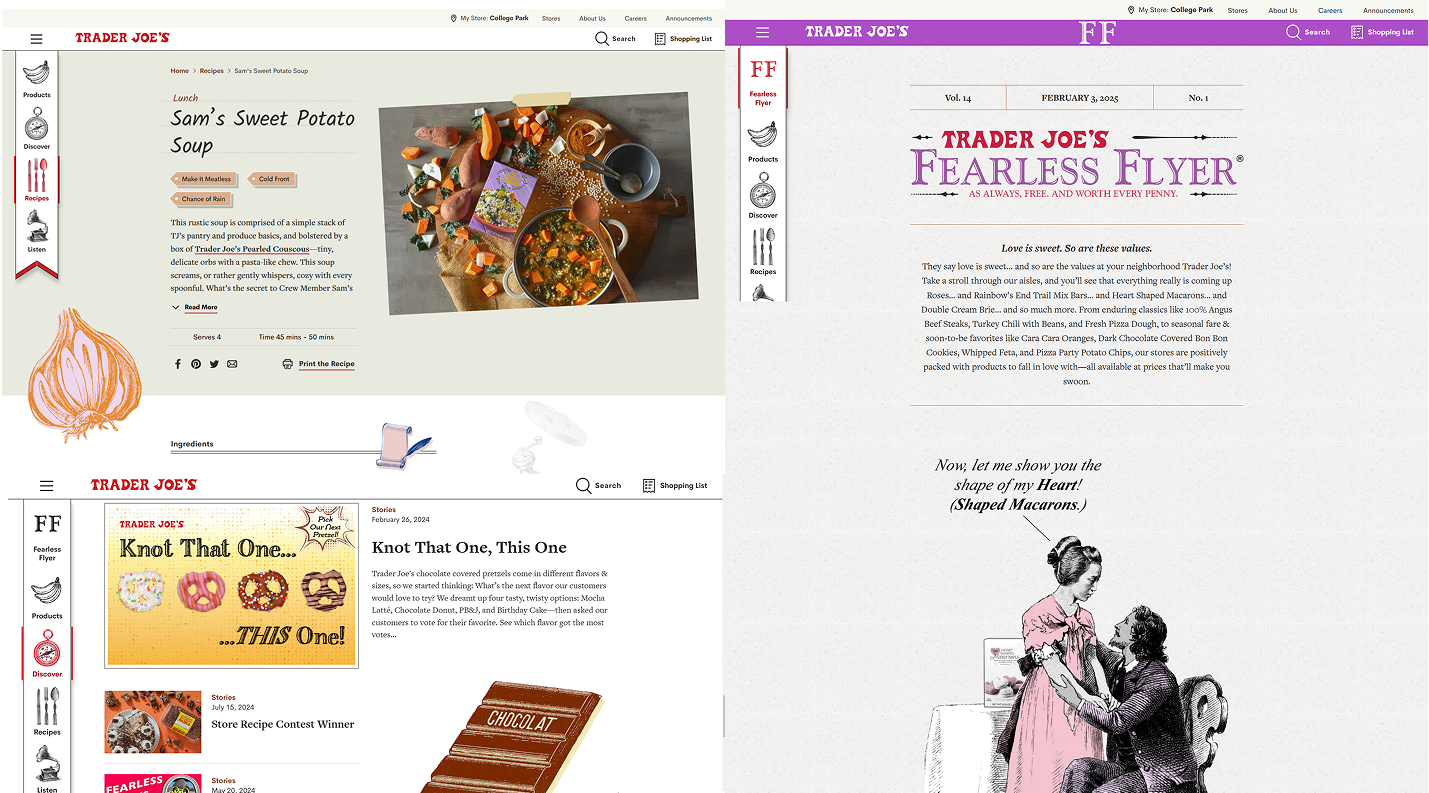 My Store: College Park Stores About Us Careers Announcements
TRADER JOE'S
Search
Shopping List
Products
Discover
Recipes
Listen
Home > Recipes > Sam's Sweet Potato Soup
Lunch
Sam's Sweet Potato
Soup
Make It Meatless
Cold Front
Chance of Rain
This rustic soup is comprised of a simple stack of
TJ's pantry and produce basics, and bolstered by a
box of Trader Joe's Pearled Couscous—tiny,
delicate orbs with a pasta-like chew. This soup
screams, or rather gently whispers, cozy with every
spoonful. What's the secret to Crew Member Sam's
Read More
Serves 4
Time 45 mins - 50 mins
Print the Recipe
Ingredients
TRADER JOE'S
Search
Shopping List
FF
Fearless
Flyer
Products
Discover
Recipes
Listen
TRADER JOE'S
Pick
Our Next
Pretzel!
Knot That One...
...THIS One!
Stories
February 26, 2024
Knot That One, This One
Trader Joe's chocolate covered pretzels come in different flavors &
sizes, so we started thinking: What's the next flavor our customers
would love to try? We dreamt up four tasty, twisty options: Mocha
Latté, Chocolate Donut, PB&J, and Birthday Cake—then asked our
customers to vote for their favorite. See which flavor got the most
votes...
Stories
July 15, 2024
Store Recipe Contest Winner
FEARLESS
Stories
May 20, 2024
CHOCOLAT
My Store: College Park Stores About Us Careers Announcements
TRADER JOE'S
FF
Search
Shopping List
FF
Fearless
Flyer
Products
Discover
Recipes
Vol. 14
FEBRUARY 3, 2025
No. 1
TRADER JOE'S
FEARLESS FLYER®
AS ALWAYS, FREE. AND WORTH EVERY PENNY.
Love is sweet. So are these values.
They say love is sweet... and so are the values at your neighborhood Trader Joe's!
Take a stroll through our aisles, and you'll see that everything really is coming up
Roses... and Rainbow's End Trail Mix Bars... and Heart Shaped Macarons... and
Double Cream Brie... and so much more. From enduring classics like 100% Angus
Beef Steaks, Turkey Chili with Beans, and Fresh Pizza Dough, to seasonal fare &
soon-to-be favorites like Cara Cara Oranges, Dark Chocolate Covered Bon Bon
Cookies, Whipped Feta, and Pizza Party Potato Chips, our stores are positively
packed with products to fall in love with—all available at prices that'll make you
swoon.
Now, let me show you the
shape of my Heart!
(Shaped Macarons.)